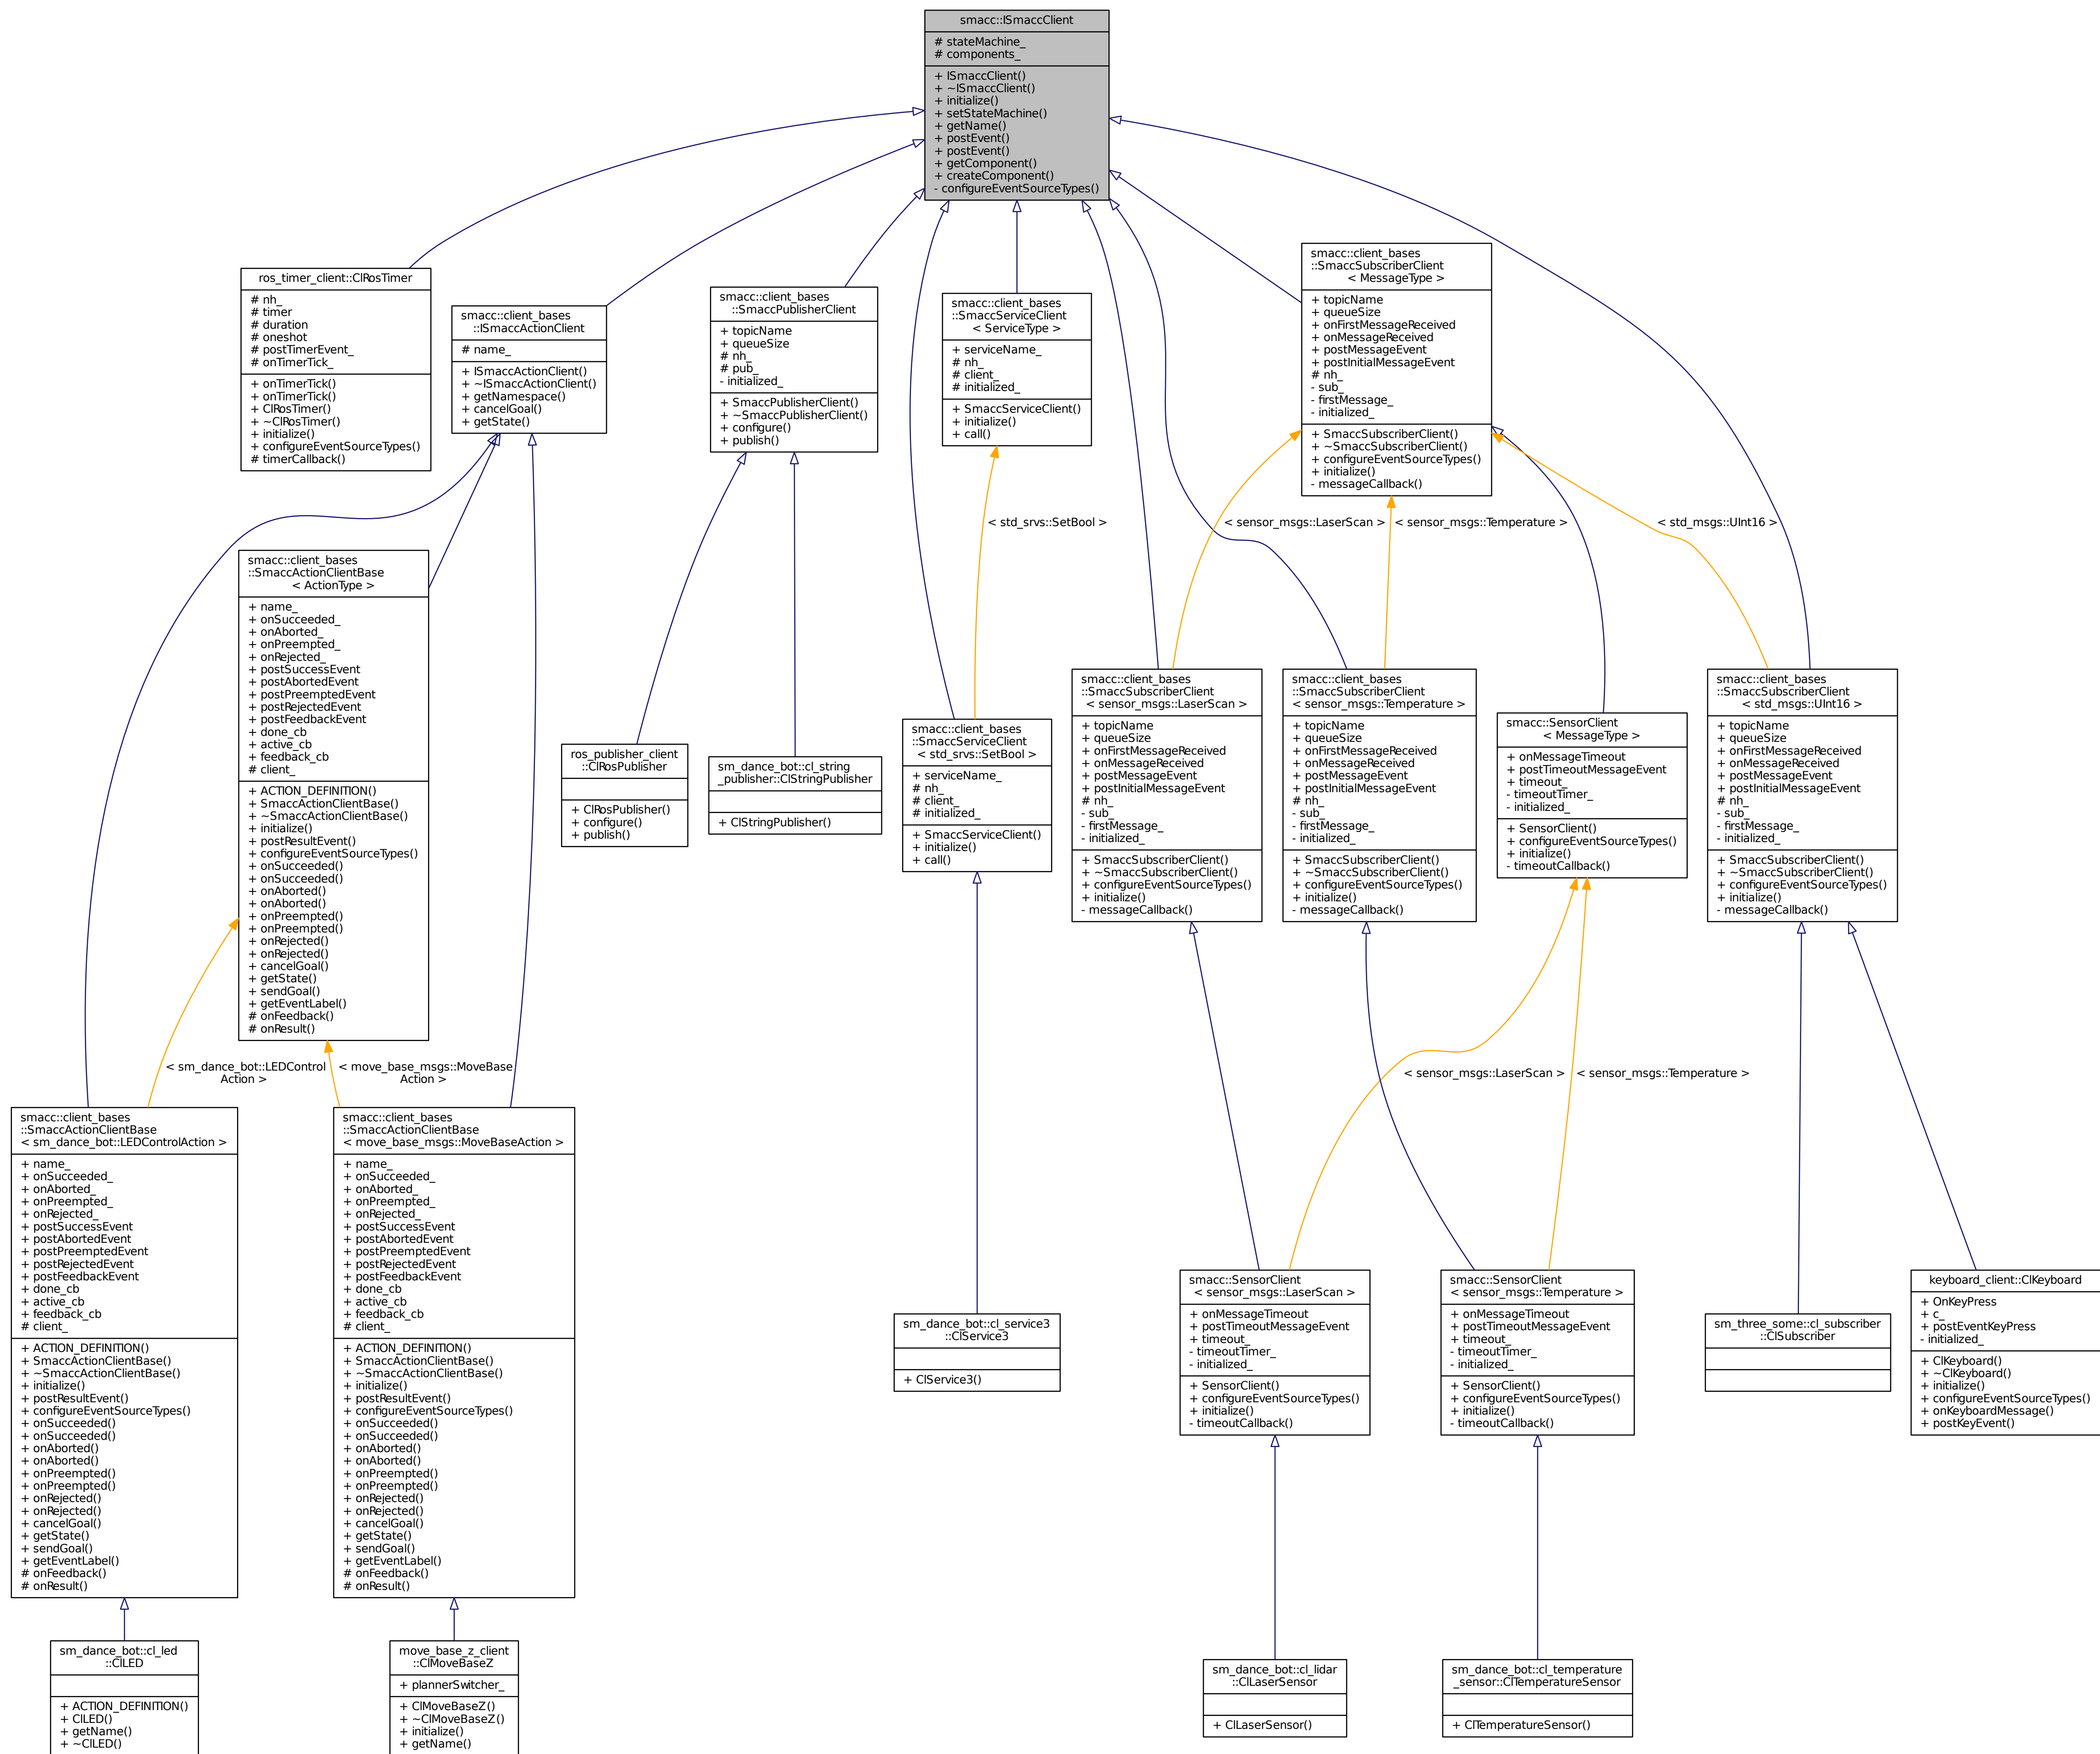 smacc::ISmaccClient
# stateMachine_
# components_
+ ISmaccClient()
+ ~ISmaccClient()
+ initialize()
+ setStateMachine()
+ getName()
+ postEvent()
+ postEvent()
+ getComponent()
+ createComponent()
- configureEventSourceTypes()
ros_timer_client::ClRosTimer
# nh_
# timer
# duration
# oneshot
# postTimerEvent_
# onTimerTick_
+ onTimerTick()
+ onTimerTick()
+ ClRosTimer()
+ ~ClRosTimer()
+ initialize()
+ configureEventSourceTypes()
# timerCallback()
smacc::client_bases
::ISmaccActionClient
# name_
+ ISmaccActionClient()
+ ~ISmaccActionClient()
+ getNamespace()
+ cancelGoal()
+ getState()
smacc::client_bases
::SmaccPublisherClient
+ topicName
+ queueSize
# nh_
# pub_
- initialized_
+ SmaccPublisherClient()
+ ~SmaccPublisherClient()
+ configure()
+ publish()
smacc::client_bases
::SmaccServiceClient
< ServiceType >
+ serviceName_
# nh_
# client_
# initialized_
+ SmaccServiceClient()
+ initialize()
+ call()
smacc::client_bases
::SmaccSubscriberClient
< MessageType >
+ topicName
+ queueSize
+ onFirstMessageReceived
+ onMessageReceived
+ postMessageEvent
+ postInitialMessageEvent
# nh_
- sub_
- firstMessage_
- initialized_
+ SmaccSubscriberClient()
+ ~SmaccSubscriberClient()
+ configureEventSourceTypes()
+ initialize()
- messageCallback()
< std_srvs::SetBool >
< sensor_msgs::LaserScan >
< sensor_msgs::Temperature >
< std_msgs::UInt16 >
smacc::client_bases
::SmaccActionClientBase
< ActionType >
+ name_
+ onSucceeded_
+ onAborted_
+ onPreempted_
+ onRejected_
+ postSuccessEvent
+ postAbortedEvent
+ postPreemptedEvent
+ postRejectedEvent
+ postFeedbackEvent
+ done_cb
+ active_cb
+ feedback_cb
# client_
+ ACTION_DEFINITION()
+ SmaccActionClientBase()
+ ~SmaccActionClientBase()
+ initialize()
+ postResultEvent()
+ configureEventSourceTypes()
+ onSucceeded()
+ onSucceeded()
+ onAborted()
+ onAborted()
+ onPreempted()
+ onPreempted()
+ onRejected()
+ onRejected()
+ cancelGoal()
+ getState()
+ sendGoal()
+ getEventLabel()
# onFeedback()
# onResult()
ros_publisher_client
::ClRosPublisher
+ ClRosPublisher()
+ configure()
+ publish()
sm_dance_bot::cl_string
_publisher::ClStringPublisher
+ ClStringPublisher()
smacc::client_bases
::SmaccServiceClient
< std_srvs::SetBool >
+ serviceName_
# nh_
# client_
# initialized_
+ SmaccServiceClient()
+ initialize()
+ call()
smacc::client_bases
::SmaccSubscriberClient
< sensor_msgs::LaserScan >
+ topicName
+ queueSize
+ onFirstMessageReceived
+ onMessageReceived
+ postMessageEvent
+ postInitialMessageEvent
# nh_
- sub_
- firstMessage_
- initialized_
+ SmaccSubscriberClient()
+ ~SmaccSubscriberClient()
+ configureEventSourceTypes()
+ initialize()
- messageCallback()
smacc::client_bases
::SmaccSubscriberClient
< sensor_msgs::Temperature >
+ topicName
+ queueSize
+ onFirstMessageReceived
+ onMessageReceived
+ postMessageEvent
+ postInitialMessageEvent
# nh_
- sub_
- firstMessage_
- initialized_
+ SmaccSubscriberClient()
+ ~SmaccSubscriberClient()
+ configureEventSourceTypes()
+ initialize()
- messageCallback()
smacc::SensorClient
< MessageType >
+ onMessageTimeout
+ postTimeoutMessageEvent
+ timeout_
- timeoutTimer_
- initialized_
+ SensorClient()
+ configureEventSourceTypes()
+ initialize()
- timeoutCallback()
smacc::client_bases
::SmaccSubscriberClient
< std_msgs::UInt16 >
+ topicName
+ queueSize
+ onFirstMessageReceived
+ onMessageReceived
+ postMessageEvent
+ postInitialMessageEvent
# nh_
- sub_
- firstMessage_
- initialized_
+ SmaccSubscriberClient()
+ ~SmaccSubscriberClient()
+ configureEventSourceTypes()
+ initialize()
- messageCallback()
< sm_dance_bot::LEDControl
Action >
< move_base_msgs::MoveBase
Action >
< sensor_msgs::LaserScan >
< sensor_msgs::Temperature >
smacc::client_bases
::SmaccActionClientBase
< sm_dance_bot::LEDControlAction >
+ name_
+ onSucceeded_
+ onAborted_
+ onPreempted_
+ onRejected_
+ postSuccessEvent
+ postAbortedEvent
+ postPreemptedEvent
+ postRejectedEvent
+ postFeedbackEvent
+ done_cb
+ active_cb
+ feedback_cb
# client_
+ ACTION_DEFINITION()
+ SmaccActionClientBase()
+ ~SmaccActionClientBase()
+ initialize()
+ postResultEvent()
+ configureEventSourceTypes()
+ onSucceeded()
+ onSucceeded()
+ onAborted()
+ onAborted()
+ onPreempted()
+ onPreempted()
+ onRejected()
+ onRejected()
+ cancelGoal()
+ getState()
+ sendGoal()
+ getEventLabel()
# onFeedback()
# onResult()
smacc::client_bases
::SmaccActionClientBase
< move_base_msgs::MoveBaseAction >
+ name_
+ onSucceeded_
+ onAborted_
+ onPreempted_
+ onRejected_
+ postSuccessEvent
+ postAbortedEvent
+ postPreemptedEvent
+ postRejectedEvent
+ postFeedbackEvent
+ done_cb
+ active_cb
+ feedback_cb
# client_
+ ACTION_DEFINITION()
+ SmaccActionClientBase()
+ ~SmaccActionClientBase()
+ initialize()
+ postResultEvent()
+ configureEventSourceTypes()
+ onSucceeded()
+ onSucceeded()
+ onAborted()
+ onAborted()
+ onPreempted()
+ onPreempted()
+ onRejected()
+ onRejected()
+ cancelGoal()
+ getState()
+ sendGoal()
+ getEventLabel()
# onFeedback()
# onResult()
sm_dance_bot::cl_service3
::ClService3
+ ClService3()
smacc::SensorClient
< sensor_msgs::LaserScan >
+ onMessageTimeout
+ postTimeoutMessageEvent
+ timeout_
- timeoutTimer_
- initialized_
+ SensorClient()
+ configureEventSourceTypes()
+ initialize()
- timeoutCallback()
smacc::SensorClient
< sensor_msgs::Temperature >
+ onMessageTimeout
+ postTimeoutMessageEvent
+ timeout_
- timeoutTimer_
- initialized_
+ SensorClient()
+ configureEventSourceTypes()
+ initialize()
- timeoutCallback()
sm_three_some::cl_subscriber
::ClSubscriber
keyboard_client::ClKeyboard
+ OnKeyPress
+ c_
+ postEventKeyPress
- initialized_
+ ClKeyboard()
+ ~ClKeyboard()
+ initialize()
+ configureEventSourceTypes()
+ onKeyboardMessage()
+ postKeyEvent()
sm_dance_bot::cl_led
::ClLED
+ ACTION_DEFINITION()
+ ClLED()
+ getName()
+ ~ClLED()
move_base_z_client
::ClMoveBaseZ
+ plannerSwitcher_
+ ClMoveBaseZ()
+ ~ClMoveBaseZ()
+ initialize()
+ getName()
sm_dance_bot::cl_lidar
::ClLaserSensor
+ ClLaserSensor()
sm_dance_bot::cl_temperature
_sensor::ClTemperatureSensor
+ ClTemperatureSensor()